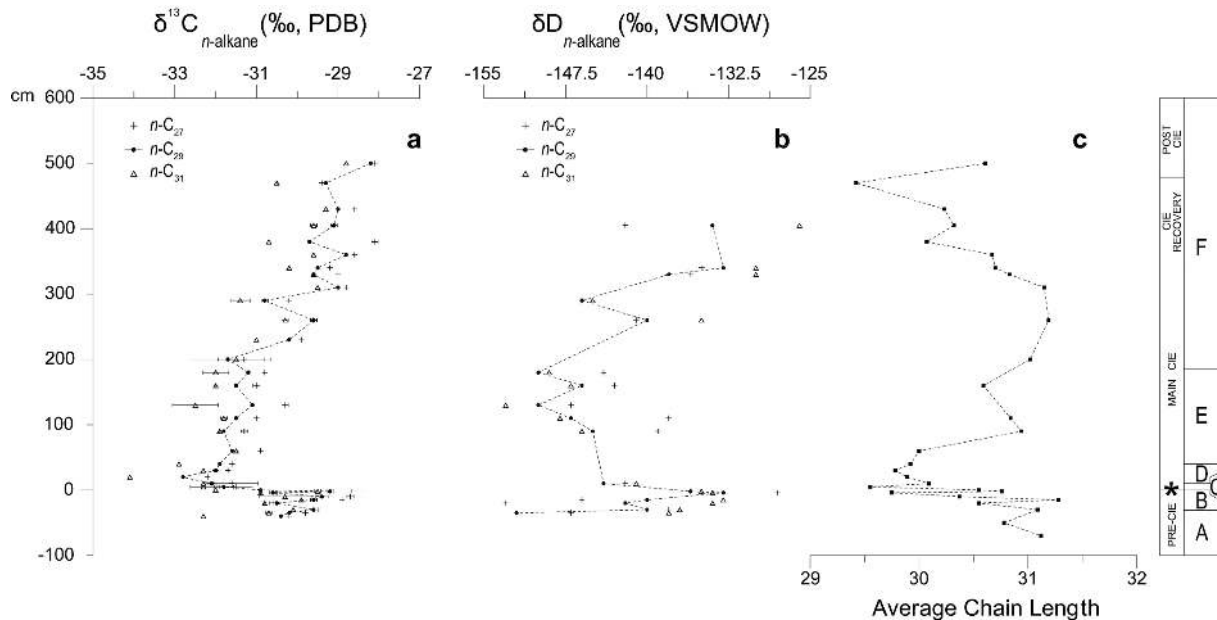 δ¹³C n-alkane (‰, PDB)
δD n-alkane (‰, VSMOW)
-35 -33 -31 -29 -27
-155 -147.5 -140 -132.5 -125
cm
600
500
400
300
200
100
0
-100
n-C₂₇
n-C₂₉
n-C₃₁
a
n-C₂₇
n-C₂₉
n-C₃₁
b
c
29 30 31 32
Average Chain Length
POST CIE
CIE RECOVERY
MAIN CIE
*
PRE-CIE
F
E
D
C
B
A